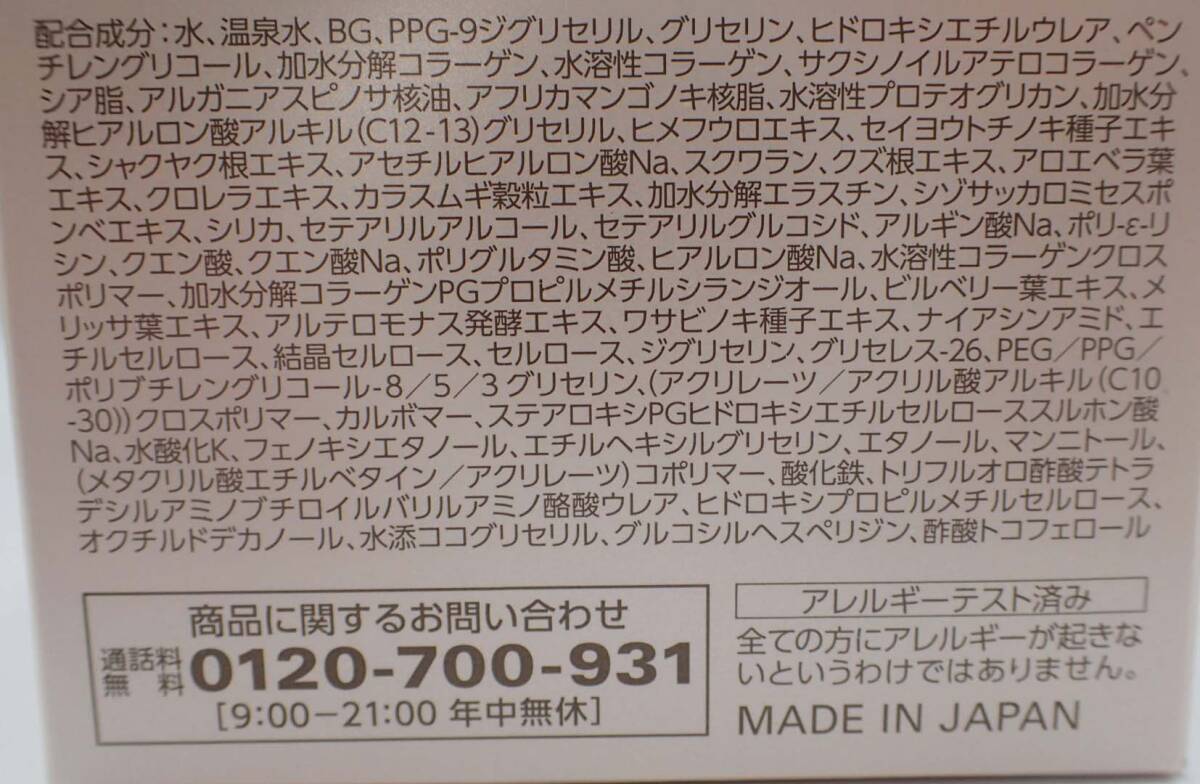 配合成分：水、温泉水、BG、PPG-9ジグリセリル、グリセリン、ヒドロキシエチルウレア、ペン
チレングリコール、加水分解コラーゲン、水溶性コラーゲン、サクシノイルアテロコラーゲン、
シア脂、アルガニアスピノサ核油、アフリカマンゴノキ核脂、水溶性プロテオグリカン、加水分
解ヒアルロン酸アルキル（C12-13）グリセリル、ヒメフウロエキス、セイヨウトチノキ種子エキ
ス、シャクヤク根エキス、アセチルヒアルロン酸Na、スクワラン、クズ根エキス、アロエベラ葉
エキス、クロレラエキス、カラスムギ穀粒エキス、加水分解エラスチン、シゾサッカロミセスポ
ンベエキス、シリカ、セテアリルアルコール、セテアリルグルコシド、アルギン酸Na、ポリ-ε-リ
シン、クエン酸、クエン酸Na、ポリグルタミン酸、ヒアルロン酸Na、水溶性コラーゲンクロス
ポリマー、加水分解コラーゲンPGプロピルメチルシランジオール、ビルベリー葉エキス、メ
リッサ葉エキス、アルテロモナス発酵エキス、ワサビノキ種子エキス、ナイアシンアミド、エ
チルセルロース、結晶セルロース、セルロース、ジグリセリン、グリセレス-26、PEG／PPG／
ポリブチレングリコール-8／5／3グリセリン、（アクリレーツ／アクリル酸アルキル（C10
-30））クロスポリマー、カルボマー、ステアロキシPGヒドロキシエチルセルローススルホン酸
Na、水酸化K、フェノキシエタノール、エチルヘキシルグリセリン、エタノール、マンニトール、
（メタクリル酸エチルベタイン／アクリレーツ）コポリマー、酸化鉄、トリフルオロ酢酸テトラ
デシルアミノブチロイルバリルアミノ酪酸ウレア、ヒドロキシプロピルメチルセルロース、
オクチルドデカノール、水添ココグリセリル、グルコシルヘスペリジン、酢酸トコフェロール
商品に関するお問い合わせ
通話料無料 0120-700-931
［9：00－21：00 年中無休］
アレルギーテスト済み
全ての方にアレルギーが起きな
いというわけではありません。
MADE IN JAPAN